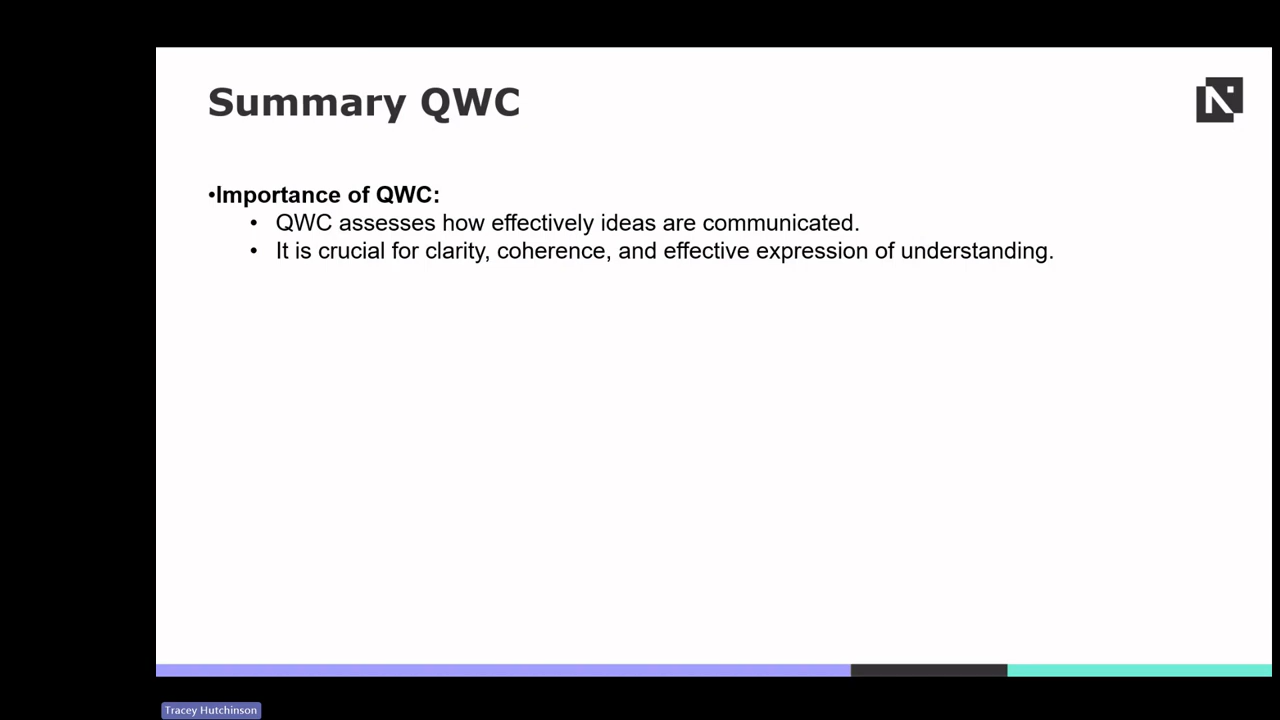 Summary QWC
•Importance of QWC:
• QWC assesses how effectively ideas are communicated.
• It is crucial for clarity, coherence, and effective expression of understanding.
Tracey Hutchinson